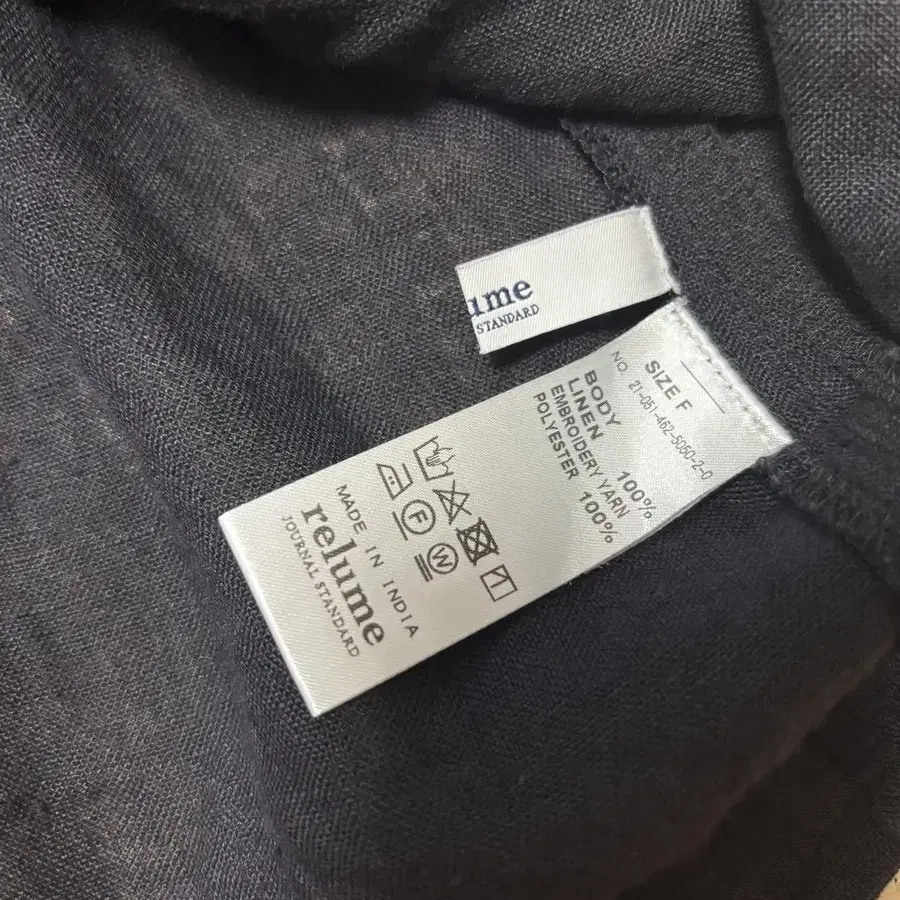 ume
STANDARD
SIZE F
NO. 21-051-462-5060-2-0
BODY
LINEN 100%
EMBROIDERY YARN
POLYESTER 100%
F
W
MADE IN INDIA
relume
JOURNAL STANDARD